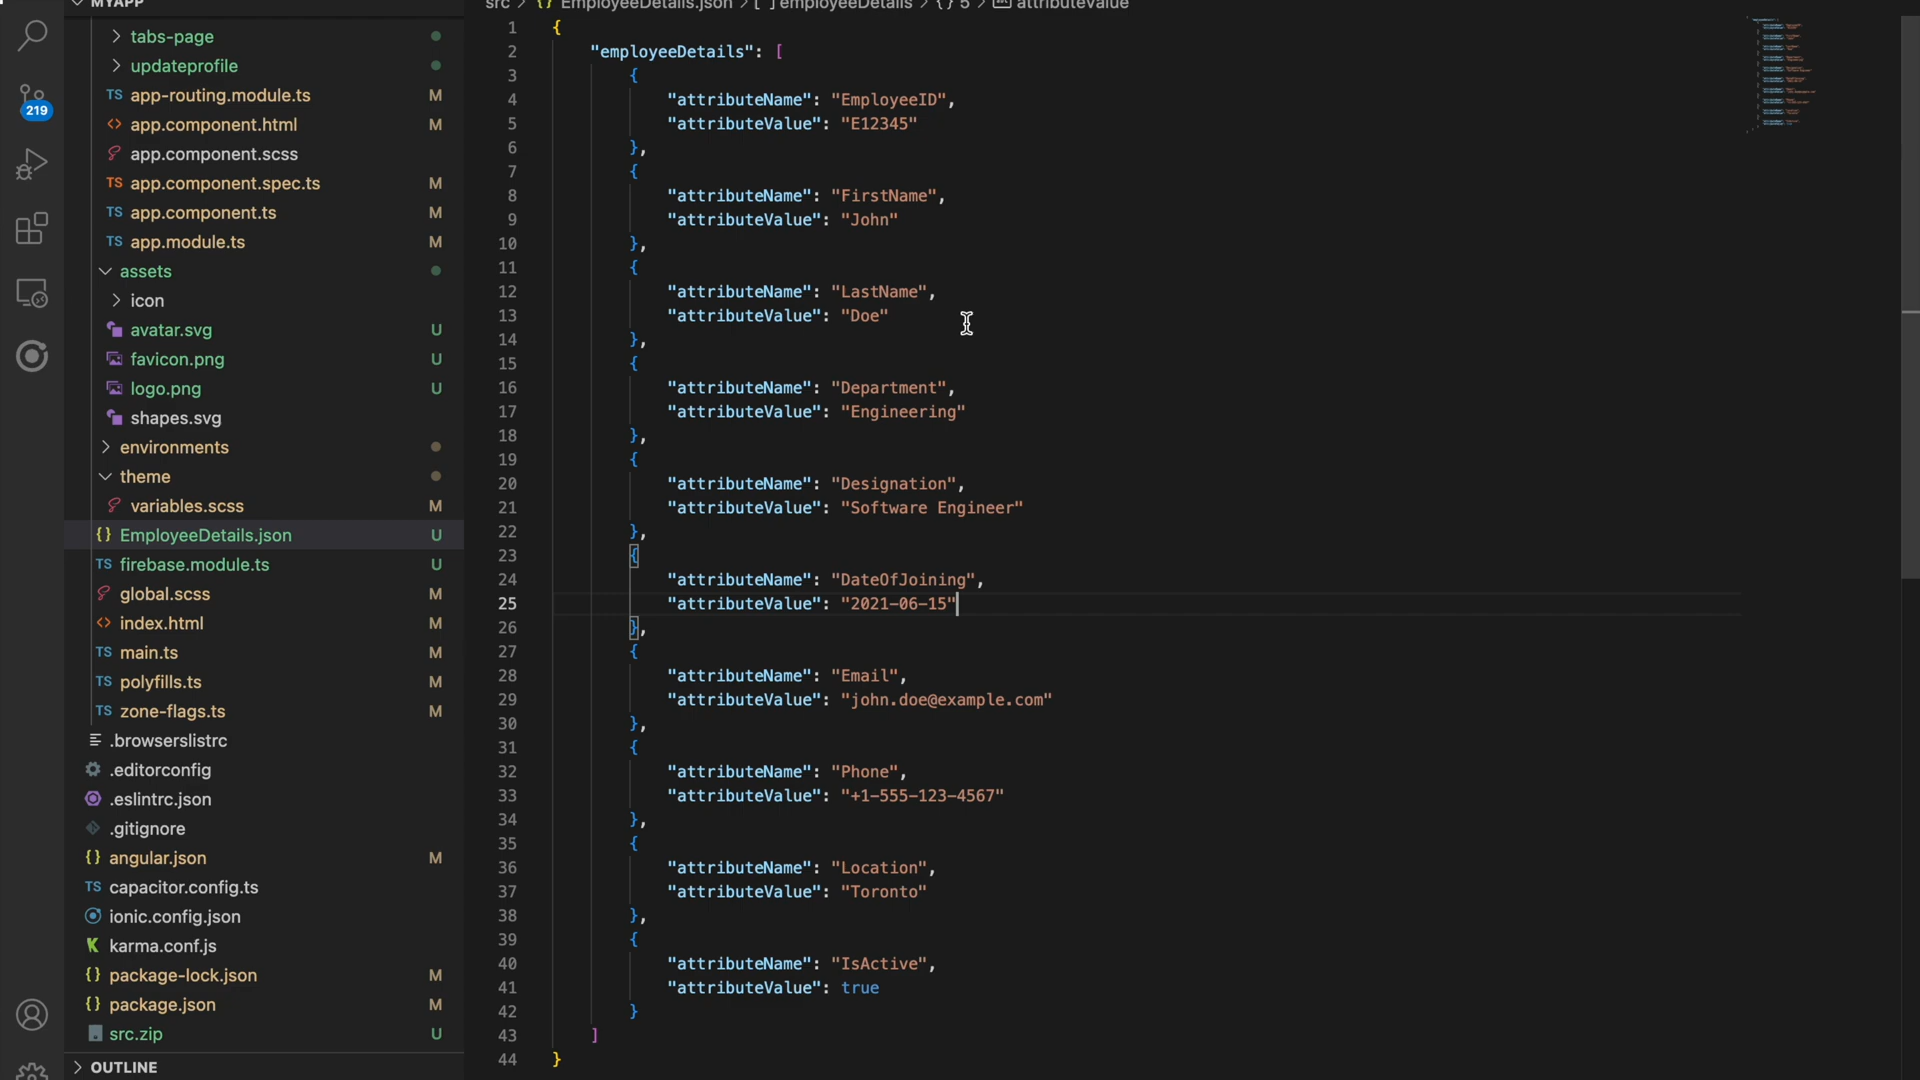 MYAPP
tabs-page
updateprofile
TS app-routing.module.ts M
app.component.html M
app.component.scss
TS app.component.spec.ts M
TS app.component.ts M
TS app.module.ts M
assets
icon
avatar.svg U
favicon.png U
logo.png U
shapes.svg
environments
theme
variables.scss M
{} EmployeeDetails.json U
TS firebase.module.ts U
global.scss M
index.html M
TS main.ts M
TS polyfills.ts M
TS zone-flags.ts M
.browserslistrc
.editorconfig
.eslintrc.json
.gitignore
{} angular.json M
TS capacitor.config.ts
ionic.config.json
karma.conf.js
{} package-lock.json M
{} package.json M
src.zip U
OUTLINE
219
src > {} EmployeeDetails.json > [ ] employeeDetails > {} 5 > attributeValue
1 {
2 "employeeDetails": [
3 {
4 "attributeName": "EmployeeID",
5 "attributeValue": "E12345"
6 },
7 {
8 "attributeName": "FirstName",
9 "attributeValue": "John"
10 },
11 {
12 "attributeName": "LastName",
13 "attributeValue": "Doe"
14 },
15 {
16 "attributeName": "Department",
17 "attributeValue": "Engineering"
18 },
19 {
20 "attributeName": "Designation",
21 "attributeValue": "Software Engineer"
22 },
23 {
24 "attributeName": "DateOfJoining",
25 "attributeValue": "2021-06-15"
26 },
27 {
28 "attributeName": "Email",
29 "attributeValue": "john.doe@example.com"
30 },
31 {
32 "attributeName": "Phone",
33 "attributeValue": "+1-555-123-4567"
34 },
35 {
36 "attributeName": "Location",
37 "attributeValue": "Toronto"
38 },
39 {
40 "attributeName": "IsActive",
41 "attributeValue": true
42 }
43 ]
44 }